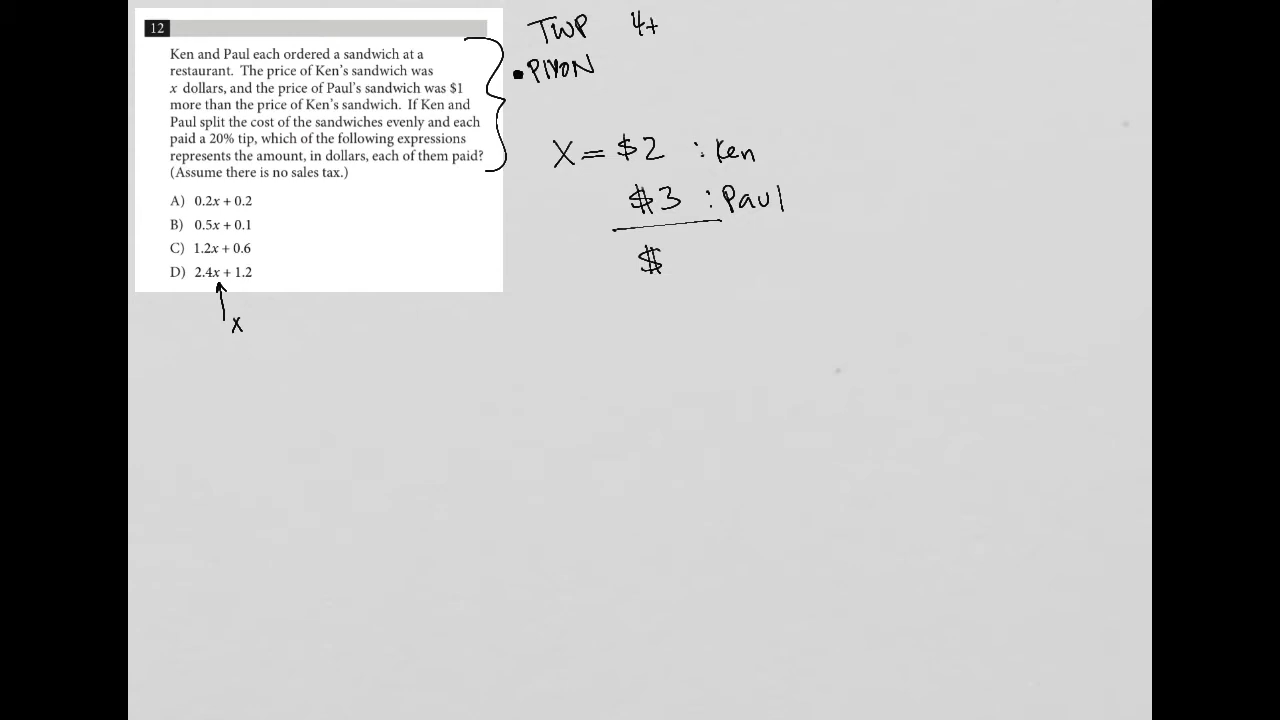 12
Ken and Paul each ordered a sandwich at a
restaurant. The price of Ken's sandwich was
x dollars, and the price of Paul's sandwich was $1
more than the price of Ken's sandwich. If Ken and
Paul split the cost of the sandwiches evenly and each
paid a 20% tip, which of the following expressions
represents the amount, in dollars, each of them paid?
(Assume there is no sales tax.)
A) 0.2x + 0.2
B) 0.5x + 0.1
C) 1.2x + 0.6
D) 2.4x + 1.2
x
TWP 4+
• PIYON
X = $2 : Ken
$3 : Paul
$